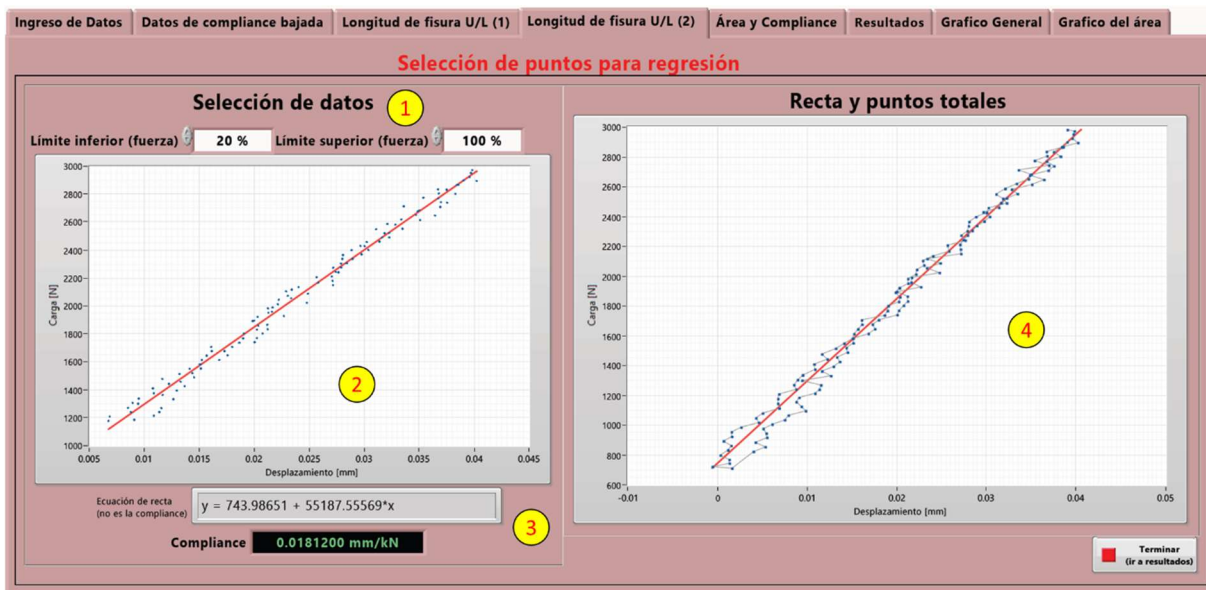 Ingreso de Datos
Datos de compliance bajada
Longitud de fisura U/L (1)
Longitud de fisura U/L (2)
Área y Compliance
Resultados
Grafico General
Grafico del área
Selección de puntos para regresión
Selección de datos
1
Límite inferior (fuerza)
20 %
Límite superior (fuerza)
100 %
3000
2800
2600
2400
2200
2000
1800
1600
1400
1200
1000
Carga [N]
2
0.005
0.01
0.015
0.02
0.025
0.03
0.035
0.04
0.045
Desplazamiento [mm]
Ecuación de recta
(no es la compliance)
y = 743.98651 + 55187.55569*x
3
Compliance
0.0181200 mm/kN
Recta y puntos totales
3000
2800
2600
2400
2200
2000
1800
1600
1400
1200
1000
800
600
Carga [N]
4
-0.01
0
0.01
0.02
0.03
0.04
0.05
Desplazamiento [mm]
Terminar
(ir a resultados)